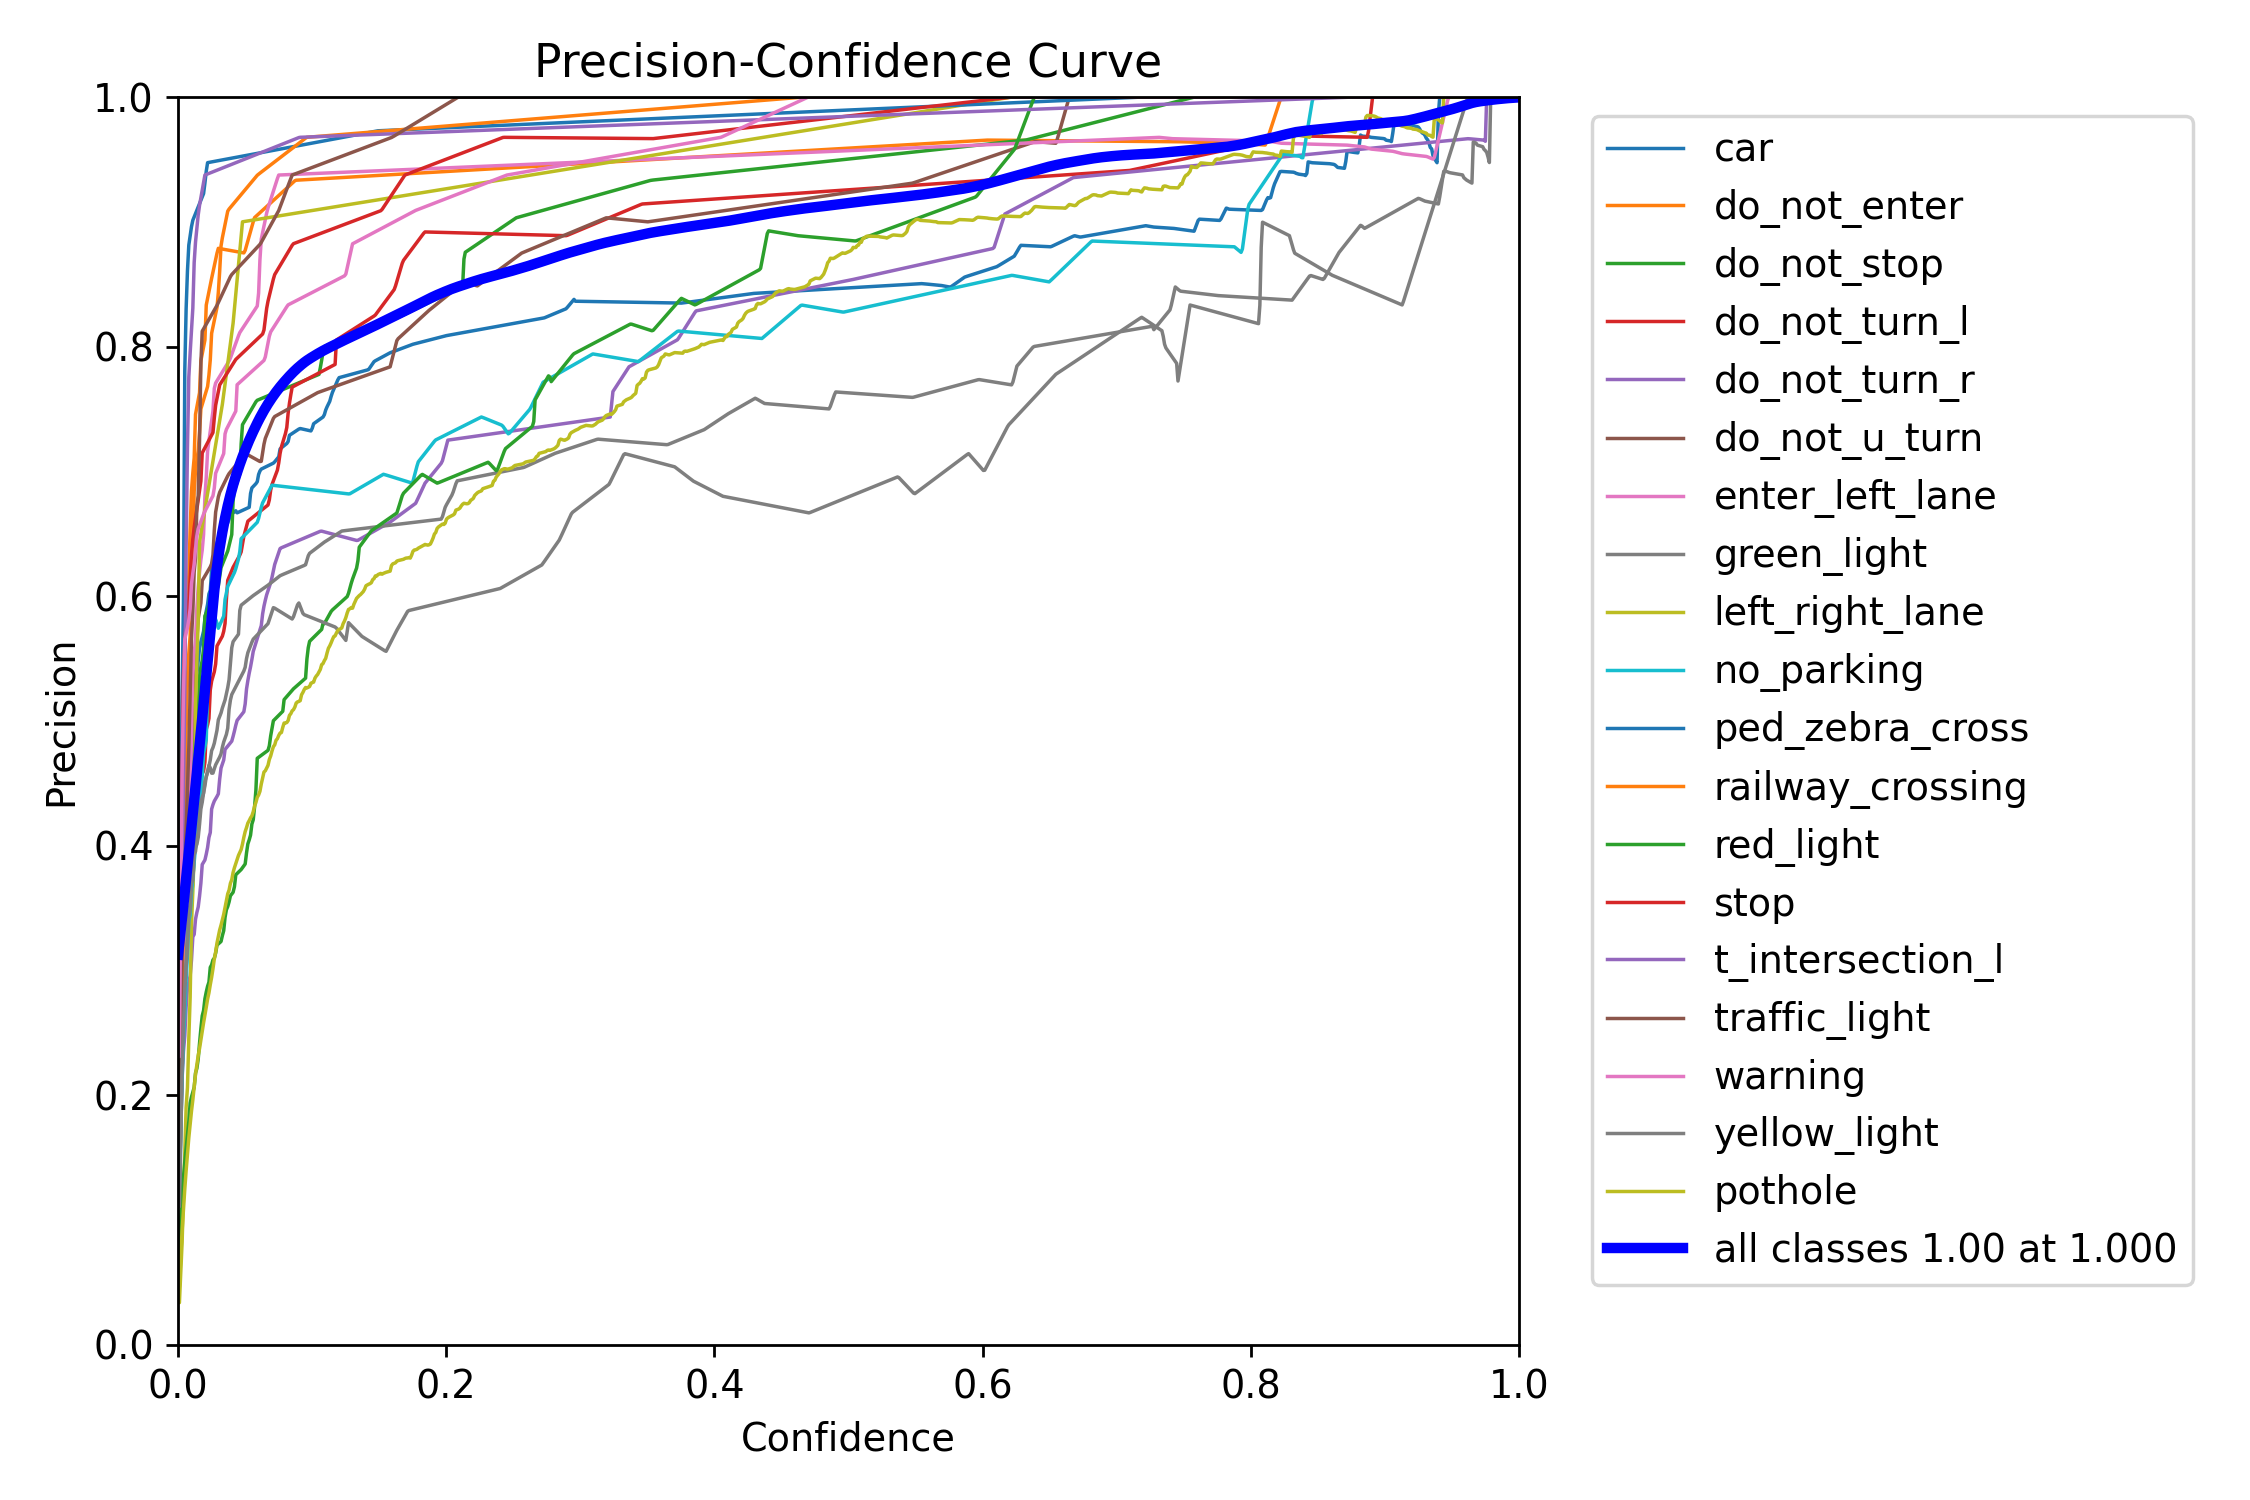 Precision-Confidence Curve
1.0
0.8
0.6
0.4
0.2
0.0
Precision
0.0 0.2 0.4 0.6 0.8 1.0
Confidence
car
do_not_enter
do_not_stop
do_not_turn_l
do_not_turn_r
do_not_u_turn
enter_left_lane
green_light
left_right_lane
no_parking
ped_zebra_cross
railway_crossing
red_light
stop
t_intersection_l
traffic_light
warning
yellow_light
pothole
all classes 1.00 at 1.000